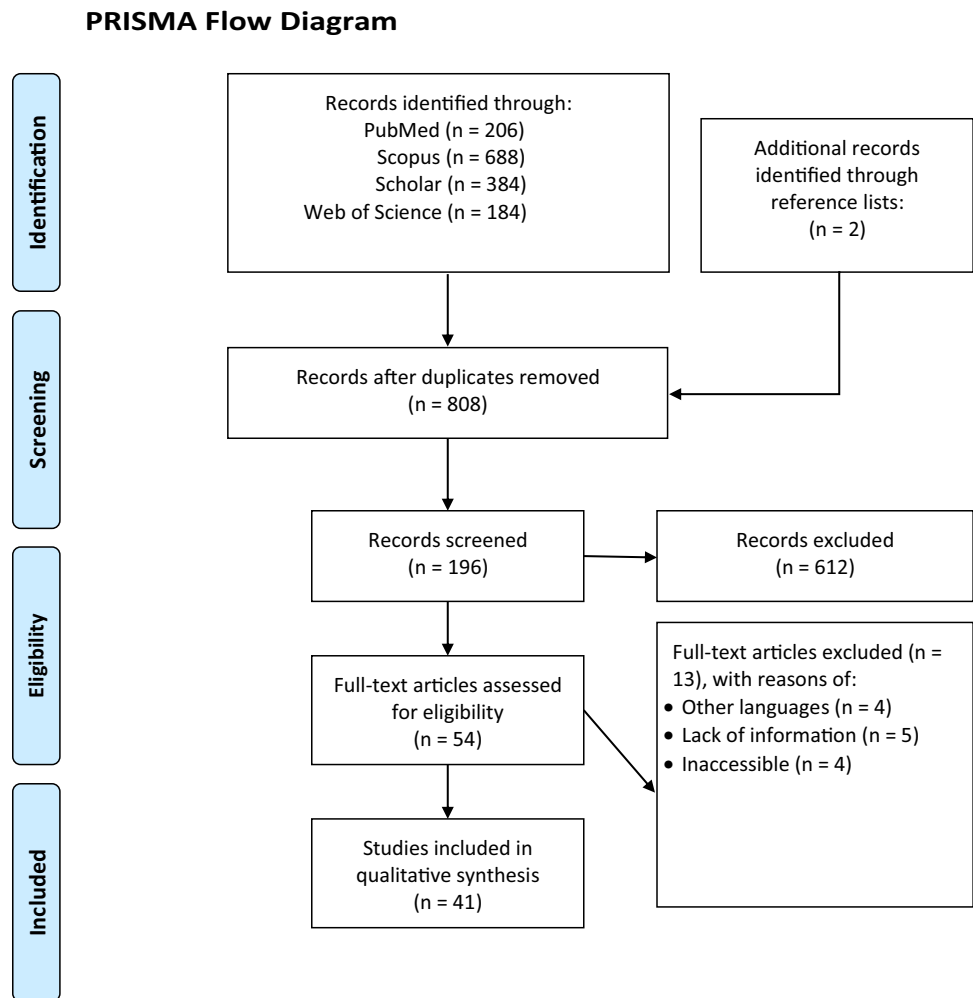 PRISMA Flow Diagram
Identification
Records identified through:
PubMed (n = 206)
Scopus (n = 688)
Scholar (n = 384)
Web of Science (n = 184)
Additional records
identified through
reference lists:
(n = 2)
Screening
Records after duplicates removed
(n = 808)
Records screened
(n = 196)
Records excluded
(n = 612)
Eligibility
Full-text articles assessed
for eligibility
(n = 54)
Full-text articles excluded (n =
13), with reasons of:
• Other languages (n = 4)
• Lack of information (n = 5)
• Inaccessible (n = 4)
Included
Studies included in
qualitative synthesis
(n = 41)